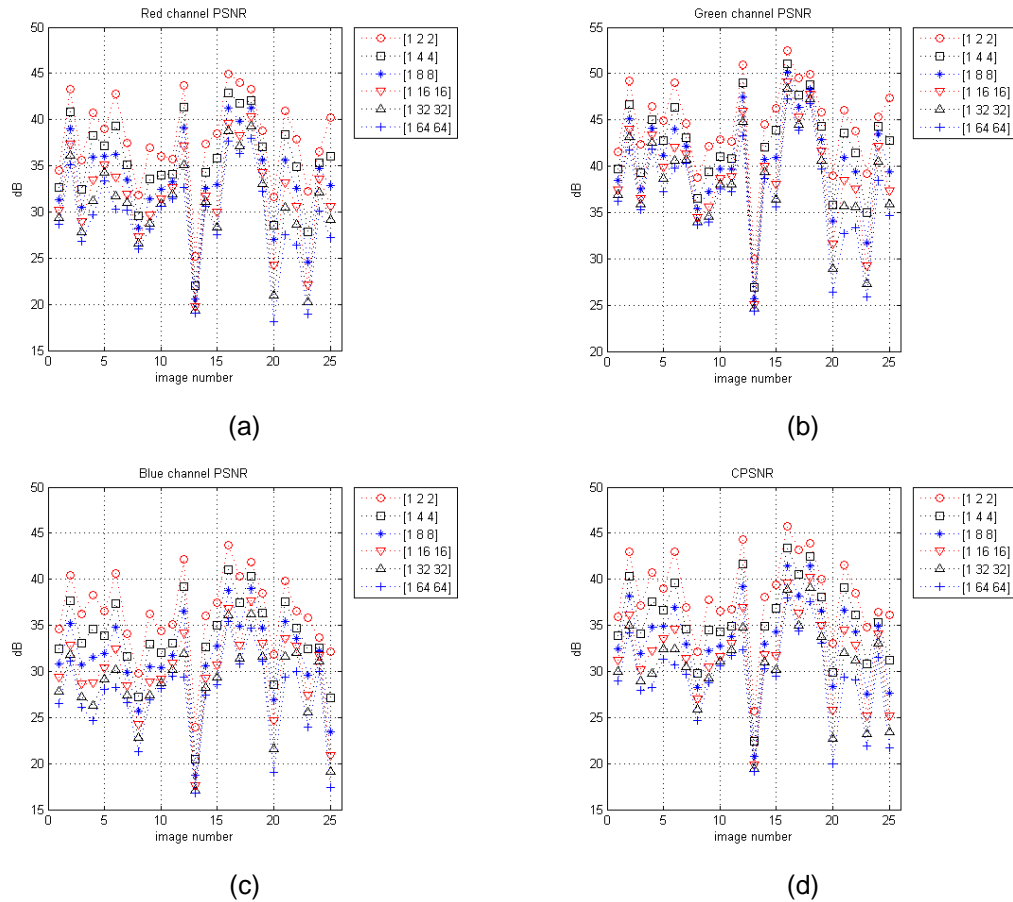 Red channel PSNR
50
45
40
35
30
25
20
15
dB
0
5
10
15
20
25
image number
[1 2 2]
[1 4 4]
[1 8 8]
[1 16 16]
[1 32 32]
[1 64 64]
(a)
Green channel PSNR
55
50
45
40
35
30
25
20
dB
0
5
10
15
20
25
image number
[1 2 2]
[1 4 4]
[1 8 8]
[1 16 16]
[1 32 32]
[1 64 64]
(b)
Blue channel PSNR
50
45
40
35
30
25
20
15
dB
0
5
10
15
20
25
image number
[1 2 2]
[1 4 4]
[1 8 8]
[1 16 16]
[1 32 32]
[1 64 64]
(c)
CPSNR
50
45
40
35
30
25
20
15
dB
0
5
10
15
20
25
image number
[1 2 2]
[1 4 4]
[1 8 8]
[1 16 16]
[1 32 32]
[1 64 64]
(d)